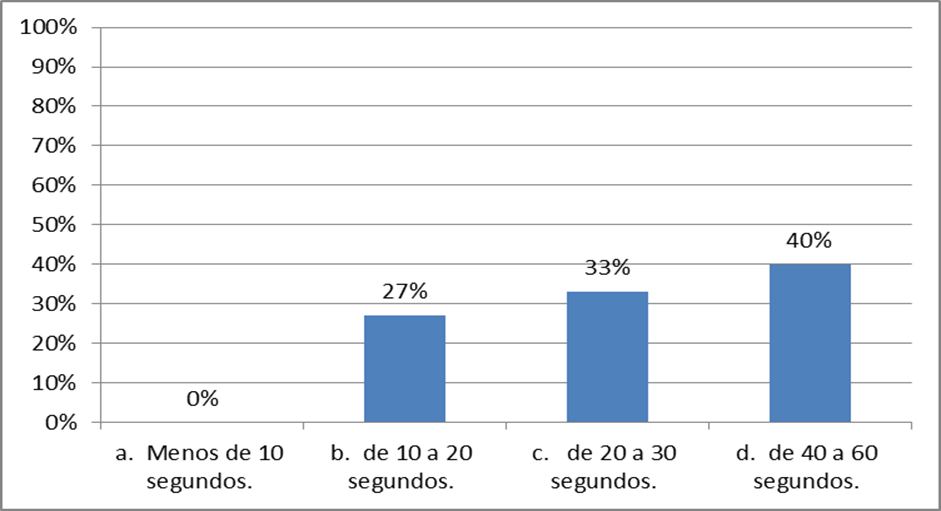 100%
90%
80%
70%
60%
50%
40%
30%
20%
10%
0%
0%
27%
33%
40%
a. Menos de 10
segundos.
b. de 10 a 20
segundos.
c. de 20 a 30
segundos.
d. de 40 a 60
segundos.